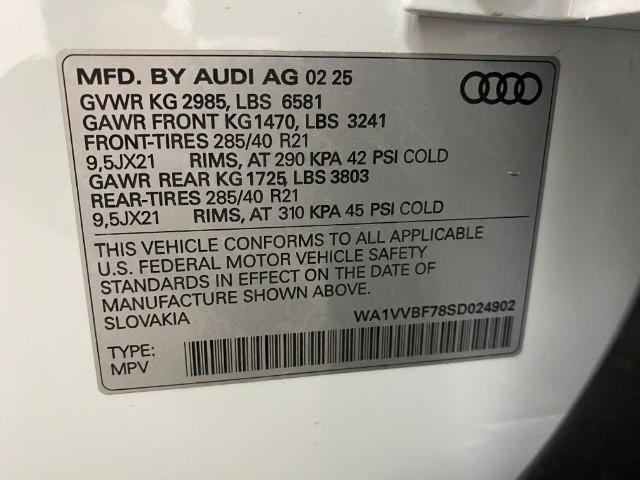 MFD. BY AUDI AG 02 25
GVWR KG 2985, LBS 6581
GAWR FRONT KG 1470, LBS 3241
FRONT-TIRES 285/40 R21
9,5JX21 RIMS, AT 290 KPA 42 PSI COLD
GAWR REAR KG 1725, LBS 3803
REAR-TIRES 285/40 R21
9,5JX21 RIMS, AT 310 KPA 45 PSI COLD
THIS VEHICLE CONFORMS TO ALL APPLICABLE
U.S. FEDERAL MOTOR VEHICLE SAFETY
STANDARDS IN EFFECT ON THE DATE OF
MANUFACTURE SHOWN ABOVE.
SLOVAKIA WA1VVBF78SD024902
TYPE:
MPV